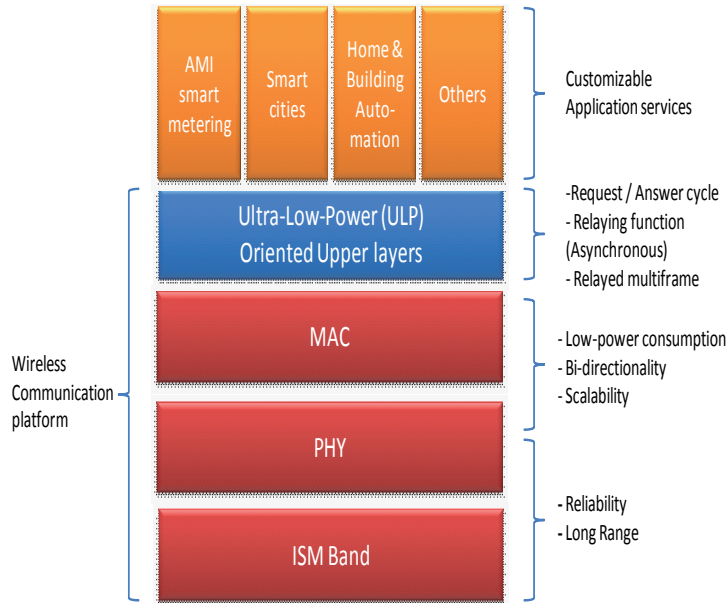 AMI
smart
metering
Smart
cities
Home &
Building
Auto-
mation
Others
Customizable
Application services
Ultra-Low-Power (ULP)
Oriented Upper layers
-Request / Answer cycle
- Relaying function
(Asynchronous)
- Relayed multiframe
MAC
- Low-power consumption
- Bi-directionality
- Scalability
Wireless
Communication
platform
PHY
- Reliability
- Long Range
ISM Band